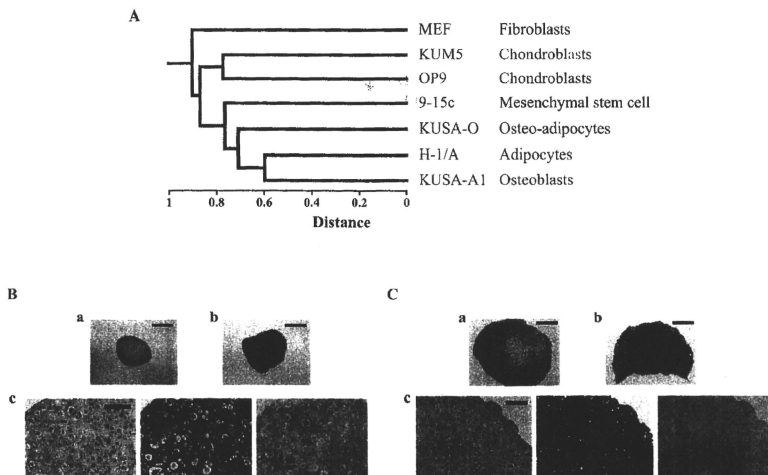 A
MEF Fibroblasts
KUM5 Chondroblasts
OP9 Chondroblasts
9-15c Mesenchymal stem cell
KUSA-O Osteo-adipocytes
H-1/A Adipocytes
KUSA-A1 Osteoblasts
1 0.8 0.6 0.4 0.2 0
Distance
B
a b
c
C
a b
c